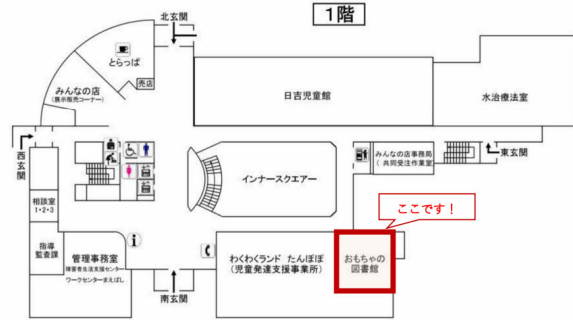 1階
北玄関
とらっぱ
売店
みんなの店
(展示販売コーナー)
日吉児童館
水治療法室
西玄関
みんなの店事務局
(共同受注作業室)
東玄関
インナースクエアー
相談室
1・2・3
ここです！
指導
監査課
管理事務室
障害者生活支援センター
ワークセンターまえばし
わくわくランド たんぽぽ
(児童発達支援事業所)
おもちゃの
図書館
南玄関